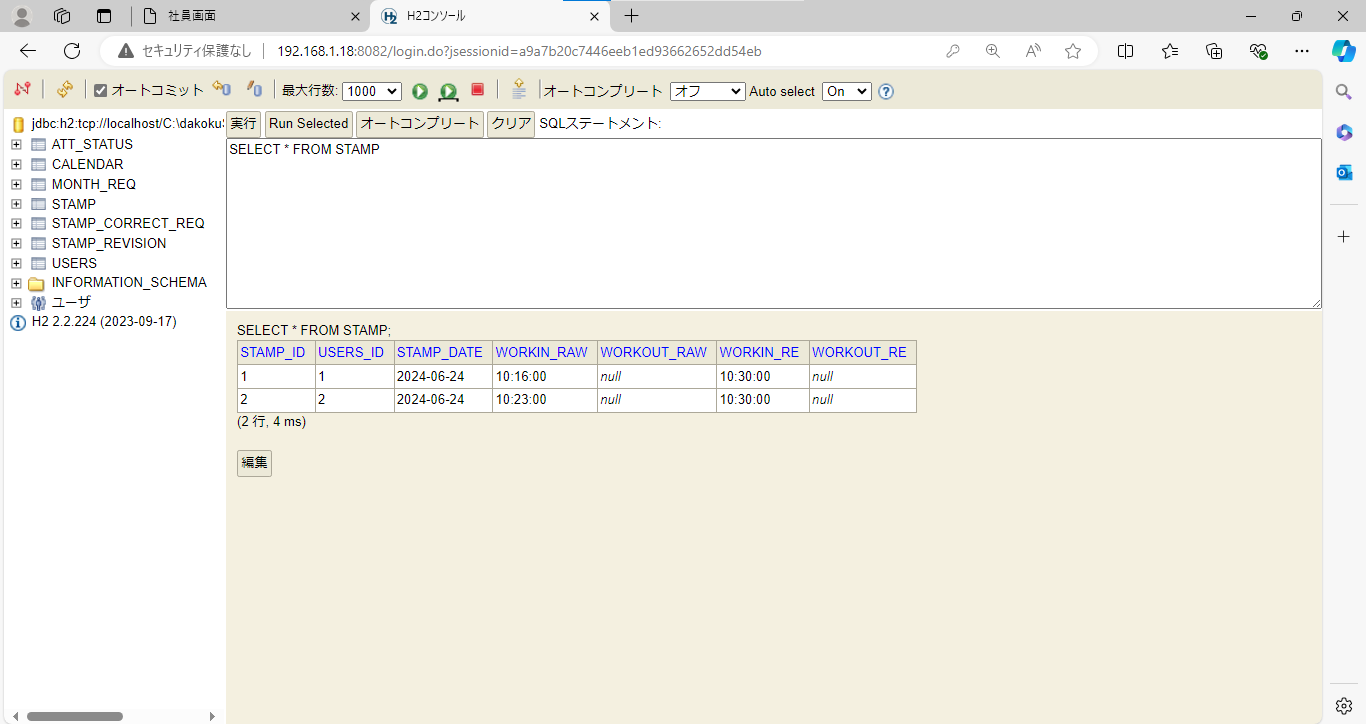 社員画面
H2コンソール
セキュリティ保護なし 192.168.1.18:8082/login.do?jsessionid=a9a7b20c7446eeb1ed93662652dd54eb
オートコミット 最大行数: 1000 オートコンプリート オフ Auto select On
jdbc:h2:tcp://localhost/C:\dakoku
ATT_STATUS
CALENDAR
MONTH_REQ
STAMP
STAMP_CORRECT_REQ
STAMP_REVISION
USERS
INFORMATION_SCHEMA
ユーザ
H2 2.2.224 (2023-09-17)
実行 Run Selected オートコンプリート クリア SQLステートメント:
SELECT * FROM STAMP
SELECT * FROM STAMP;
STAMP_ID USERS_ID STAMP_DATE WORKIN_RAW WORKOUT_RAW WORKIN_RE WORKOUT_RE
1 1 2024-06-24 10:16:00 null 10:30:00 null
2 2 2024-06-24 10:23:00 null 10:30:00 null
(2 行, 4 ms)
編集